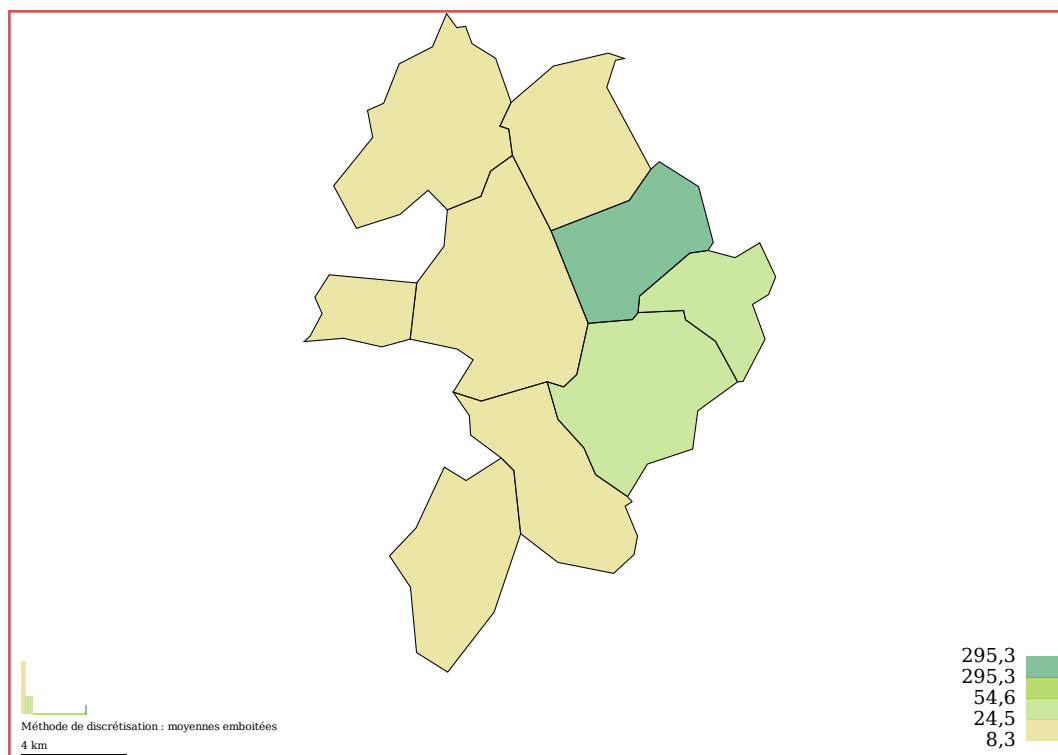 295,3
295,3
54,6
24,5
8,3
Méthode de discrétisation : moyennes emboitées
4 km